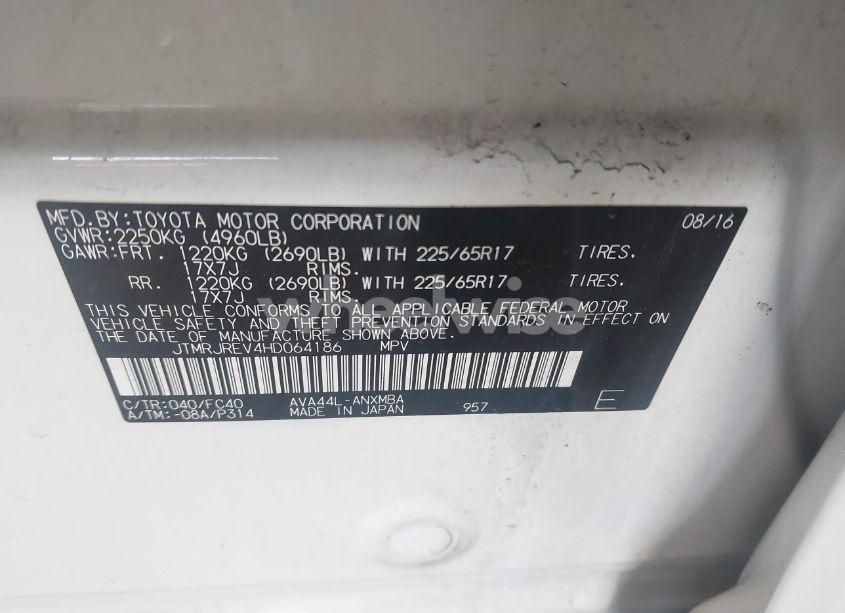 MFD.BY:TOYOTA MOTOR CORPORATION 08/16
GVWR:2250KG (4960LB)
GAWR:FRT. 1220KG (2690LB) WITH 225/65R17 TIRES.
17X7J RIMS.
RR. 1220KG (2690LB) WITH 225/65R17 TIRES.
17X7J RIMS.
THIS VEHICLE CONFORMS TO ALL APPLICABLE FEDERAL MOTOR
VEHICLE SAFETY AND THEFT PREVENTION STANDARDS IN EFFECT ON
THE DATE OF MANUFACTURE SHOWN ABOVE.
JTMRJREV4HD064186 MPV
C/TR:040/FC40 AVA44L-ANXMBA
A/TM:-08A/P314 MADE IN JAPAN 957 E
wheelwise